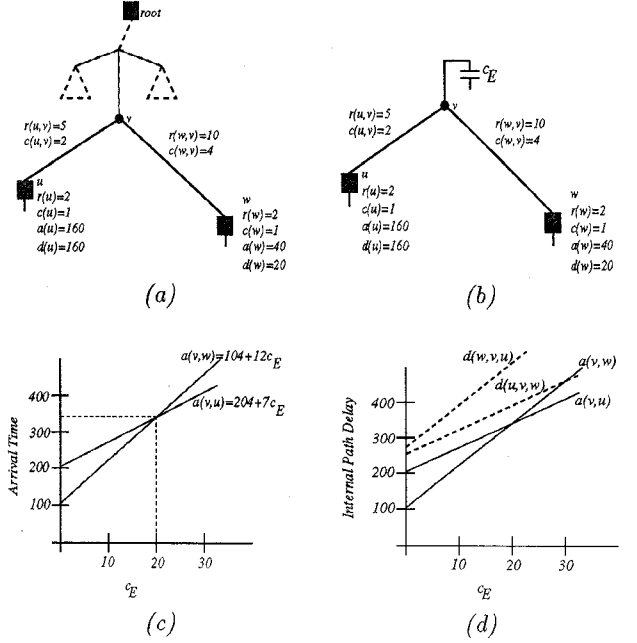 root
v
r(u,v)=5
c(u,v)=2
r(w,v)=10
c(w,v)=4
u
r(u)=2
c(u)=1
a(u)=160
d(u)=160
w
r(w)=2
c(w)=1
a(w)=40
d(w)=20
(a)
c_E
v
r(u,v)=5
c(u,v)=2
r(w,v)=10
c(w,v)=4
u
r(u)=2
c(u)=1
a(u)=160
d(u)=160
w
r(w)=2
c(w)=1
a(w)=40
d(w)=20
(b)
a(v,w)=104+12c_E
a(v,u)=204+7c_E
Arrival Time
400
300
200
100
10
20
30
c_E
(c)
d(w,v,u)
a(v,w)
d(u,v,w)
a(v,u)
Internal Path Delay
400
300
200
100
10
20
30
c_E
(d)